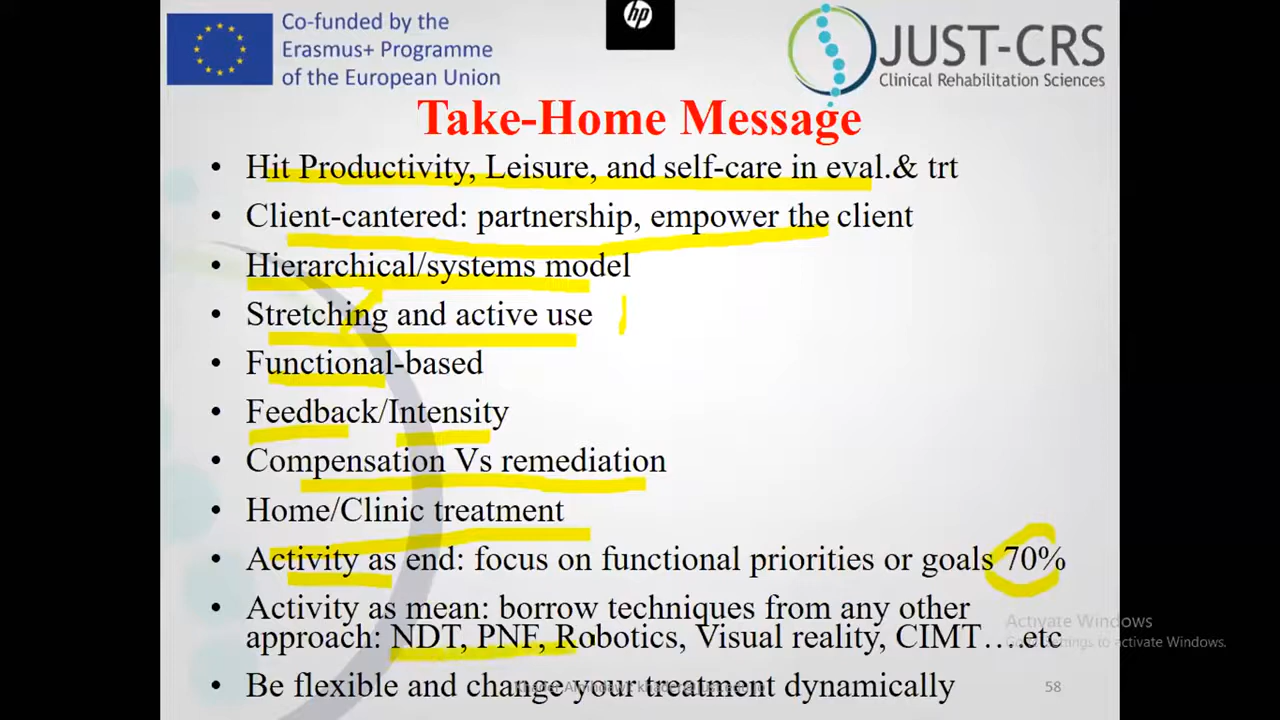 Co-funded by the
Erasmus+ Programme
of the European Union
hp
JUST-CRS
Clinical Rehabilitation Sciences
Take-Home Message
• Hit Productivity, Leisure, and self-care in eval.& trt
• Client-cantered: partnership, empower the client
• Hierarchical/systems model
• Stretching and active use
• Functional-based
• Feedback/Intensity
• Compensation Vs remediation
• Home/Clinic treatment
• Activity as end: focus on functional priorities or goals 70%
• Activity as mean: borrow techniques from any other
approach: NDT, PNF, Robotics, Visual reality, CIMT….etc
Activate Windows
to activate Windows.
• Be flexible and change your treatment dynamically
58